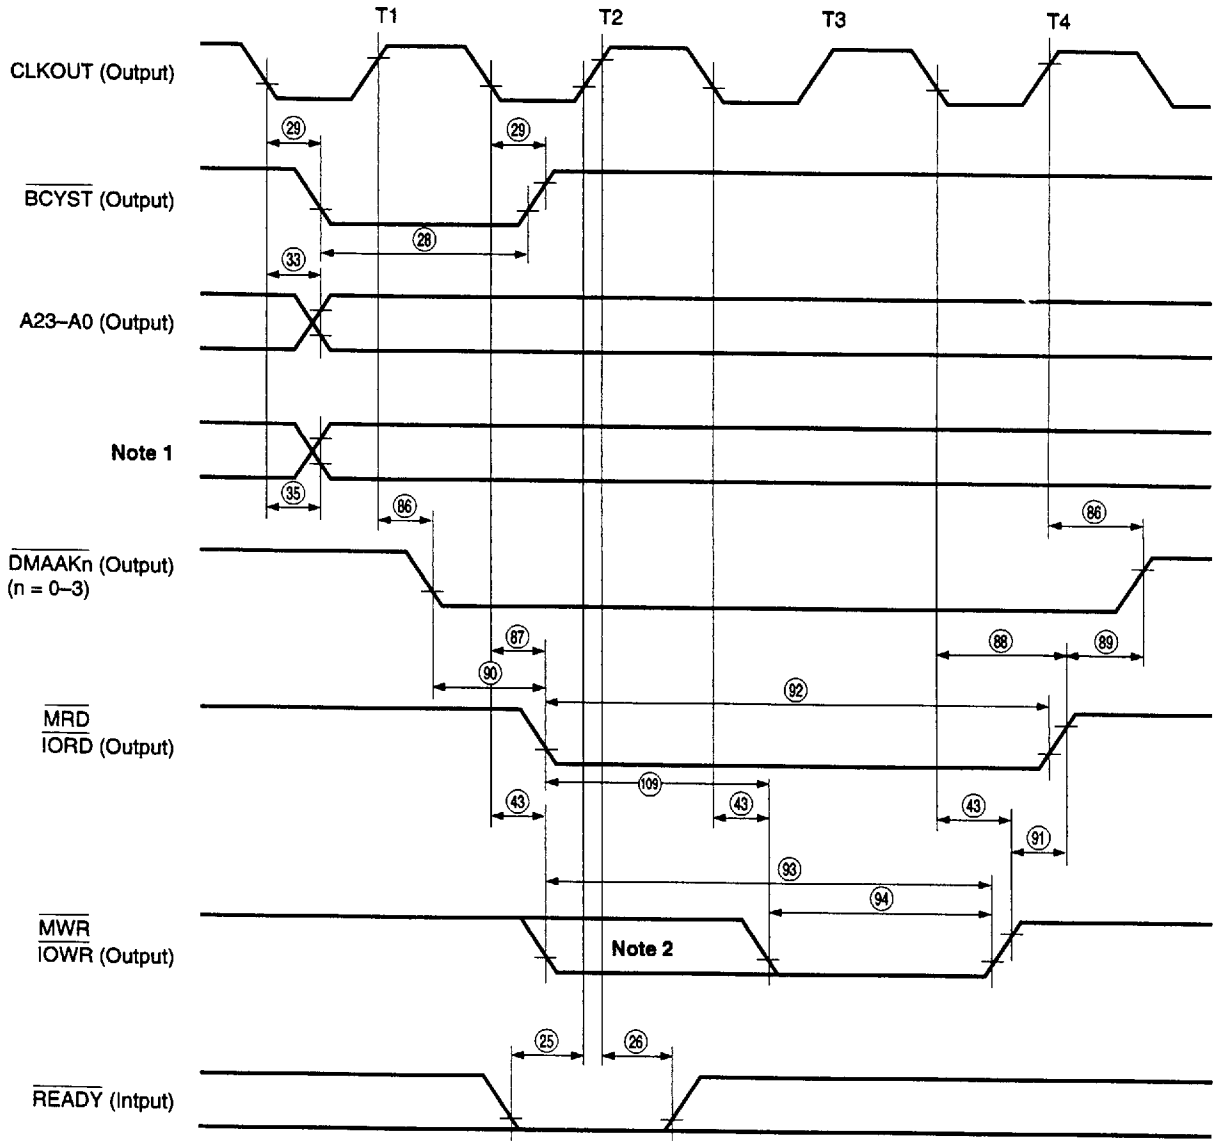 T1 T2 T3 T4
CLKOUT (Output)
29 29
BCYST (Output)
28
33
A23–A0 (Output)
Note 1
35
86 86
DMAAKn (Output)
(n = 0–3)
87 88 89
90 92
MRD
IORD (Output)
109
43 43 43
91
93
94
MWR
IOWR (Output)
Note 2
25 26
READY (Intput)